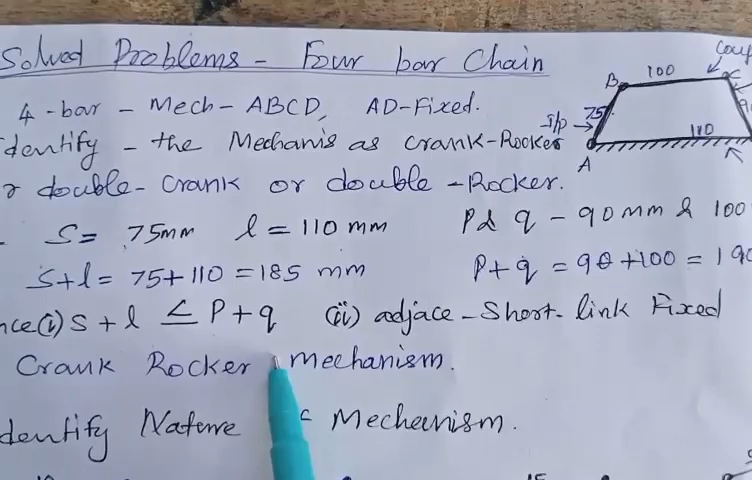 Solved Problems - Four bar Chain
4-bar-Mech-ABCD, AD-Fixed.
dentify - the Mechanis as Crank-Rocker
r double-Crank or double-Rocker.
B 100 Coup
75 C
i/p
A 110
S = 75mm l = 110 mm P & q - 90mm & 100
S+l = 75+110 = 185 mm P+q = 90+100 = 190
nce (i) S + l ≤ P + q (ii) adjace-Short-link Fixed
Crank Rocker mechanism.
dentify Nature Mechanism.